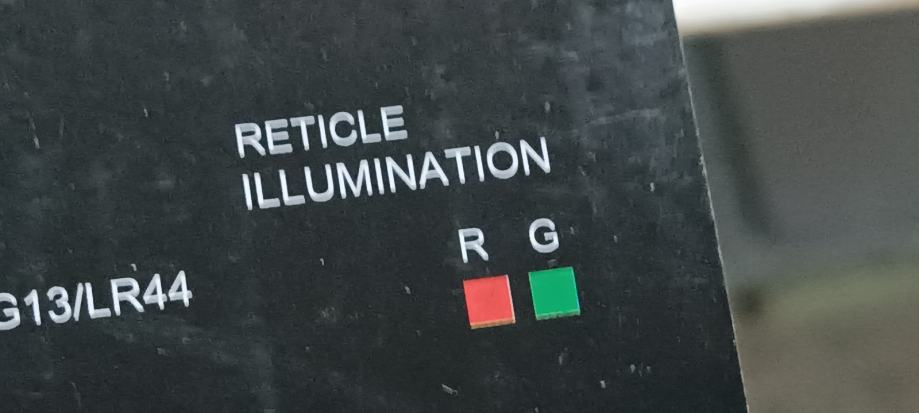 RETICLE
ILLUMINATION
R G
G13/LR44